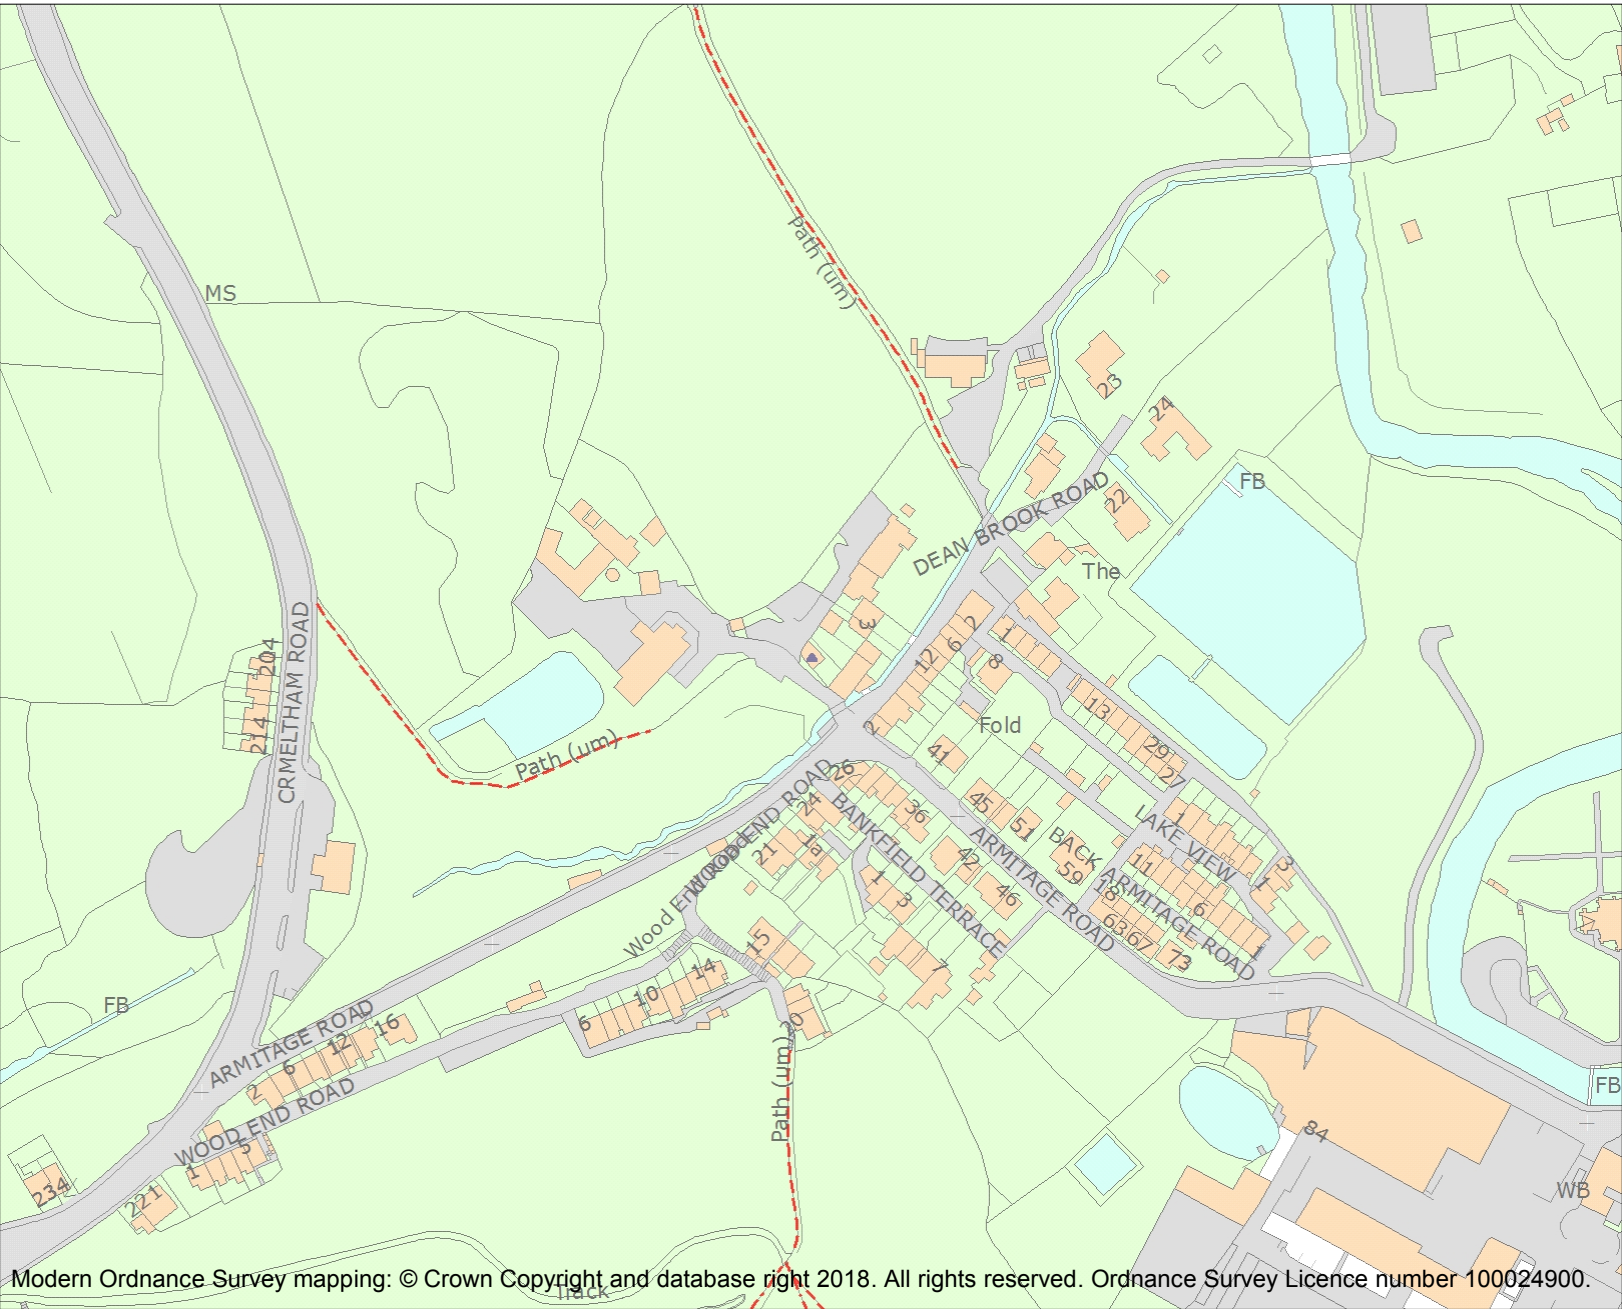 Path (um)
MS
23
24
FB
22
DEAN BROOK ROAD
The
3
2
6
12
1
8
204
214
CRMELTHAM ROAD
13
Fold
2
41
29
27
Path (um)
26
24
36
45
51
1
LAKE VIEW
WOOD END ROAD
Wood End Road
21
1a
BANKFIELD TERRACE
ARMITAGE ROAD
42
46
59
BACK ARMITAGE ROAD
11
18
6
3
1
1
63
67
73
1
3
7
15
14
10
6
20
FB
ARMITAGE ROAD
16
12
6
2
WOOD END ROAD
5
1
221
234
Path (um)
84
FB
WB
Track
Modern Ordnance Survey mapping: © Crown Copyright and database right 2018. All rights reserved. Ordnance Survey Licence number 100024900.